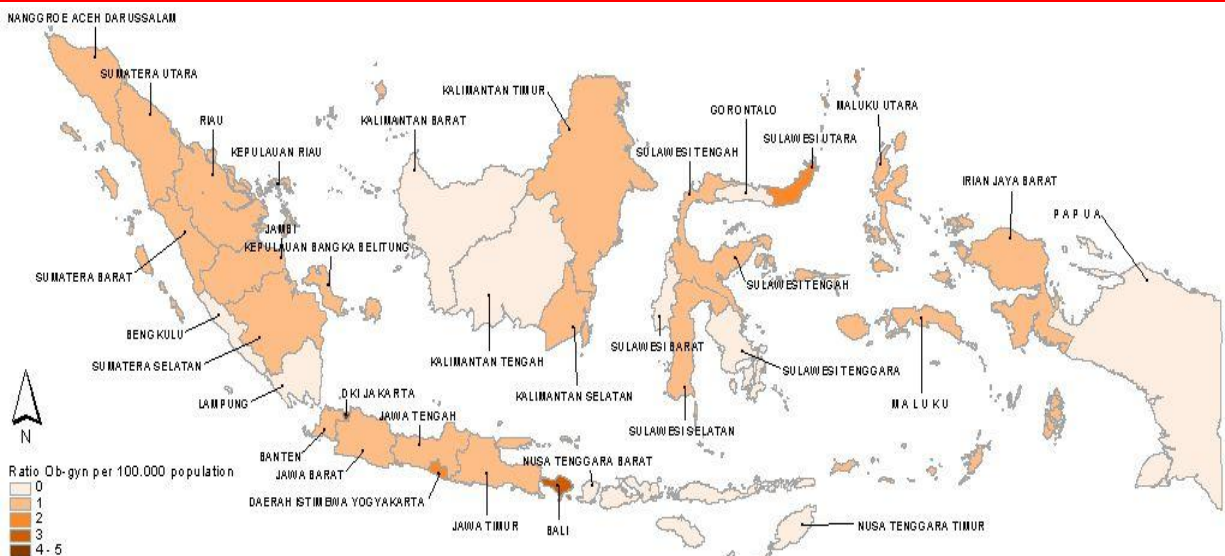 NANGGROE ACEH DARUSSALAM
SUMATERA UTARA
RIAU
KEPULAUAN RIAU
KALIMANTAN BARAT
KALIMANTAN TIMUR
GORONTALO
MALUKU UTARA
SULAWESI TENGAH
SULAWESI UTARA
IRIAN JAYA BARAT
PAPUA
JAMBI
KEPULAUAN BANGKA BELITUNG
SUMATERA BARAT
SULAWESI TENGAH
BENGKULU
SUMATERA SELATAN
KALIMANTAN TENGAH
SULAWESI BARAT
SULAWESI TENGGARA
LAMPUNG
DKI JAKARTA
KALIMANTAN SELATAN
MALUKU
JAWA TENGAH
SULAWESI SELATAN
N
BANTEN
JAWA BARAT
NUSA TENGGARA BARAT
DAERAH ISTIMEWA YOGYAKARTA
JAWA TIMUR
BALI
NUSA TENGGARA TIMUR
Ratio Ob-gyn per 100.000 population
0
1
2
3
4 - 5